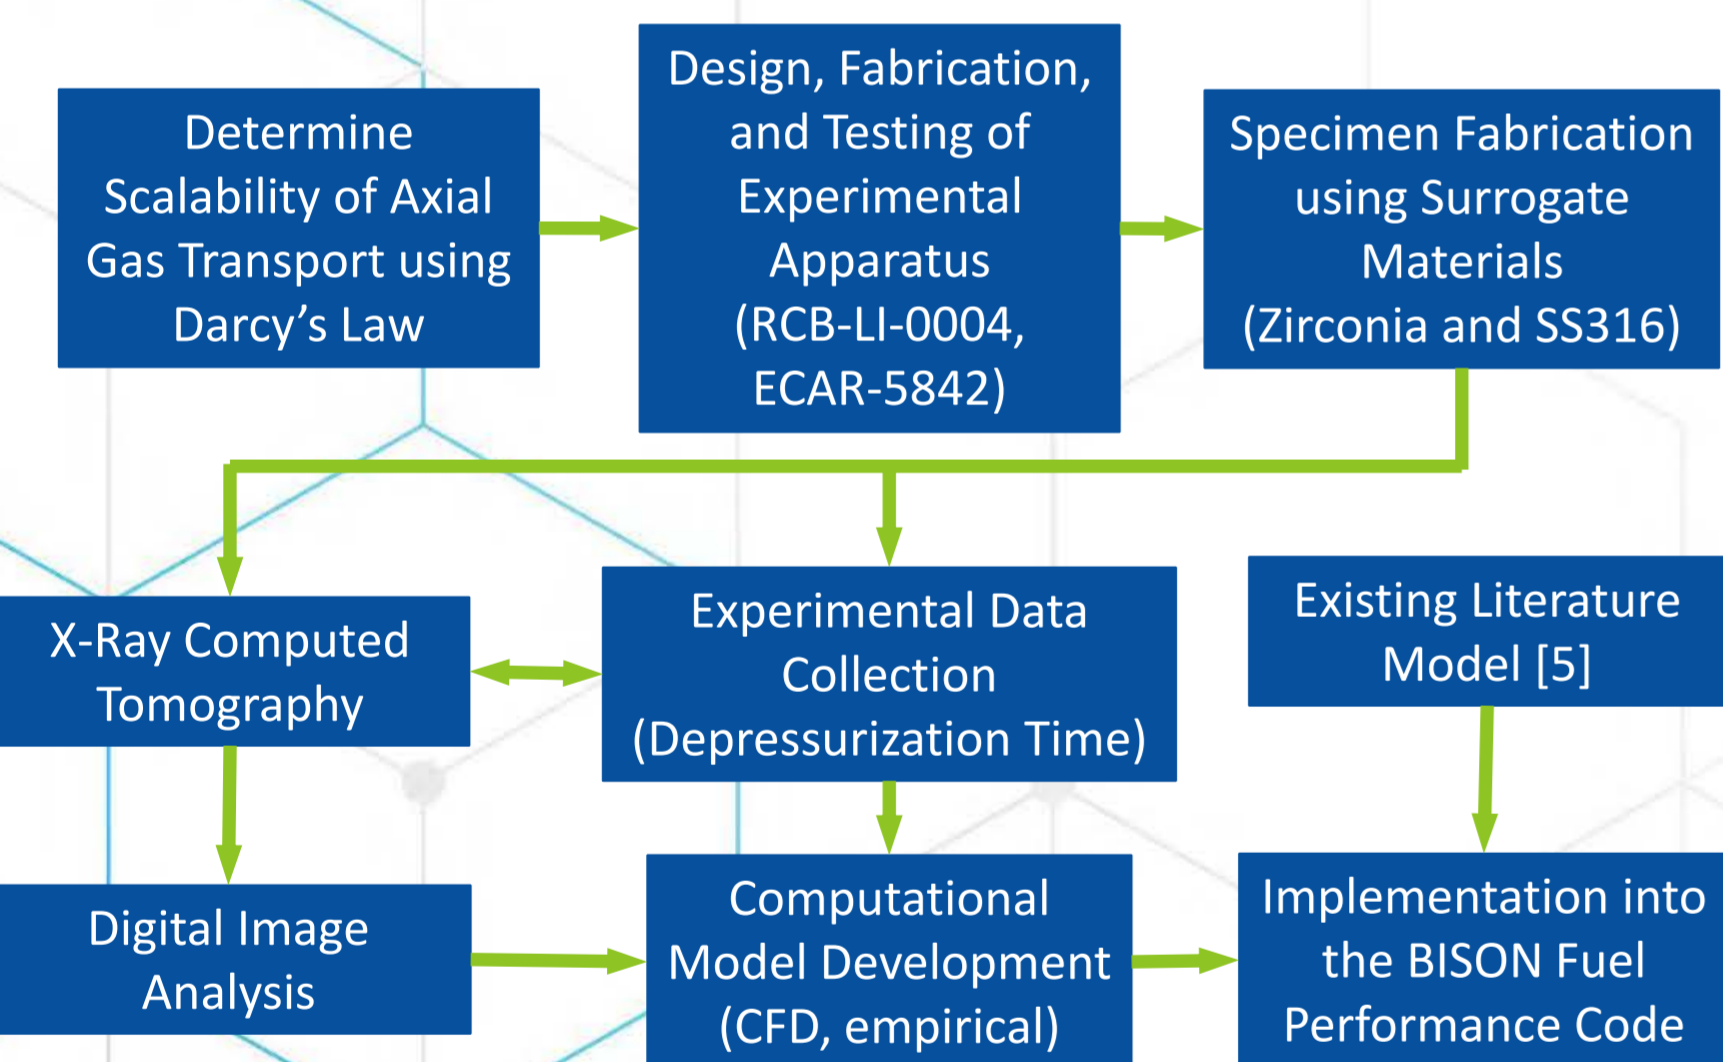 Determine
Scalability of Axial
Gas Transport using
Darcy’s Law
Design, Fabrication,
and Testing of
Experimental
Apparatus
(RCB-LI-0004,
ECAR-5842)
Specimen Fabrication
using Surrogate
Materials
(Zirconia and SS316)
X-Ray Computed
Tomography
Experimental Data
Collection
(Depressurization Time)
Existing Literature
Model [5]
Digital Image
Analysis
Computational
Model Development
(CFD, empirical)
Implementation into
the BISON Fuel
Performance Code